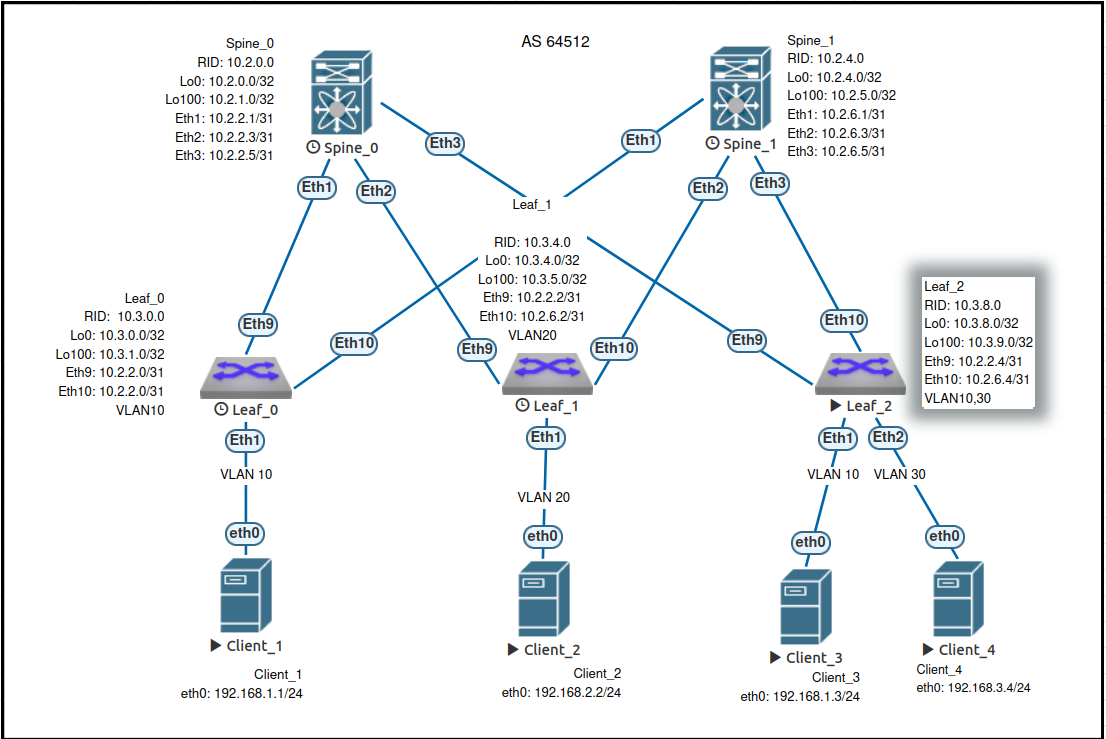 AS 64512
Spine_0
RID: 10.2.0.0
Lo0: 10.2.0.0/32
Lo100: 10.2.1.0/32
Eth1: 10.2.2.1/31
Eth2: 10.2.2.3/31
Eth3: 10.2.2.5/31
Spine_0
Spine_1
RID: 10.2.4.0
Lo0: 10.2.4.0/32
Lo100: 10.2.5.0/32
Eth1: 10.2.6.1/31
Eth2: 10.2.6.3/31
Eth3: 10.2.6.5/31
Spine_1
Eth3
Eth1
Eth1
Eth2
Eth2
Eth3
Leaf_1
RID: 10.3.4.0
Lo0: 10.3.4.0/32
Lo100: 10.3.5.0/32
Eth9: 10.2.2.2/31
Eth10: 10.2.6.2/31
VLAN20
Leaf_0
RID: 10.3.0.0
Lo0: 10.3.0.0/32
Lo100: 10.3.1.0/32
Eth9: 10.2.2.0/31
Eth10: 10.2.2.0/31
VLAN10
Leaf_2
RID: 10.3.8.0
Lo0: 10.3.8.0/32
Lo100: 10.3.9.0/32
Eth9: 10.2.2.4/31
Eth10: 10.2.6.4/31
VLAN10,30
Eth9
Eth10
Eth9
Eth10
Eth9
Eth10
Leaf_0
Leaf_1
Leaf_2
Eth1
Eth1
Eth1
Eth2
VLAN 10
VLAN 20
VLAN 10
VLAN 30
eth0
eth0
eth0
eth0
Client_1
Client_2
Client_3
Client_4
Client_1
eth0: 192.168.1.1/24
Client_2
eth0: 192.168.2.2/24
Client_3
eth0: 192.168.1.3/24
Client_4
eth0: 192.168.3.4/24